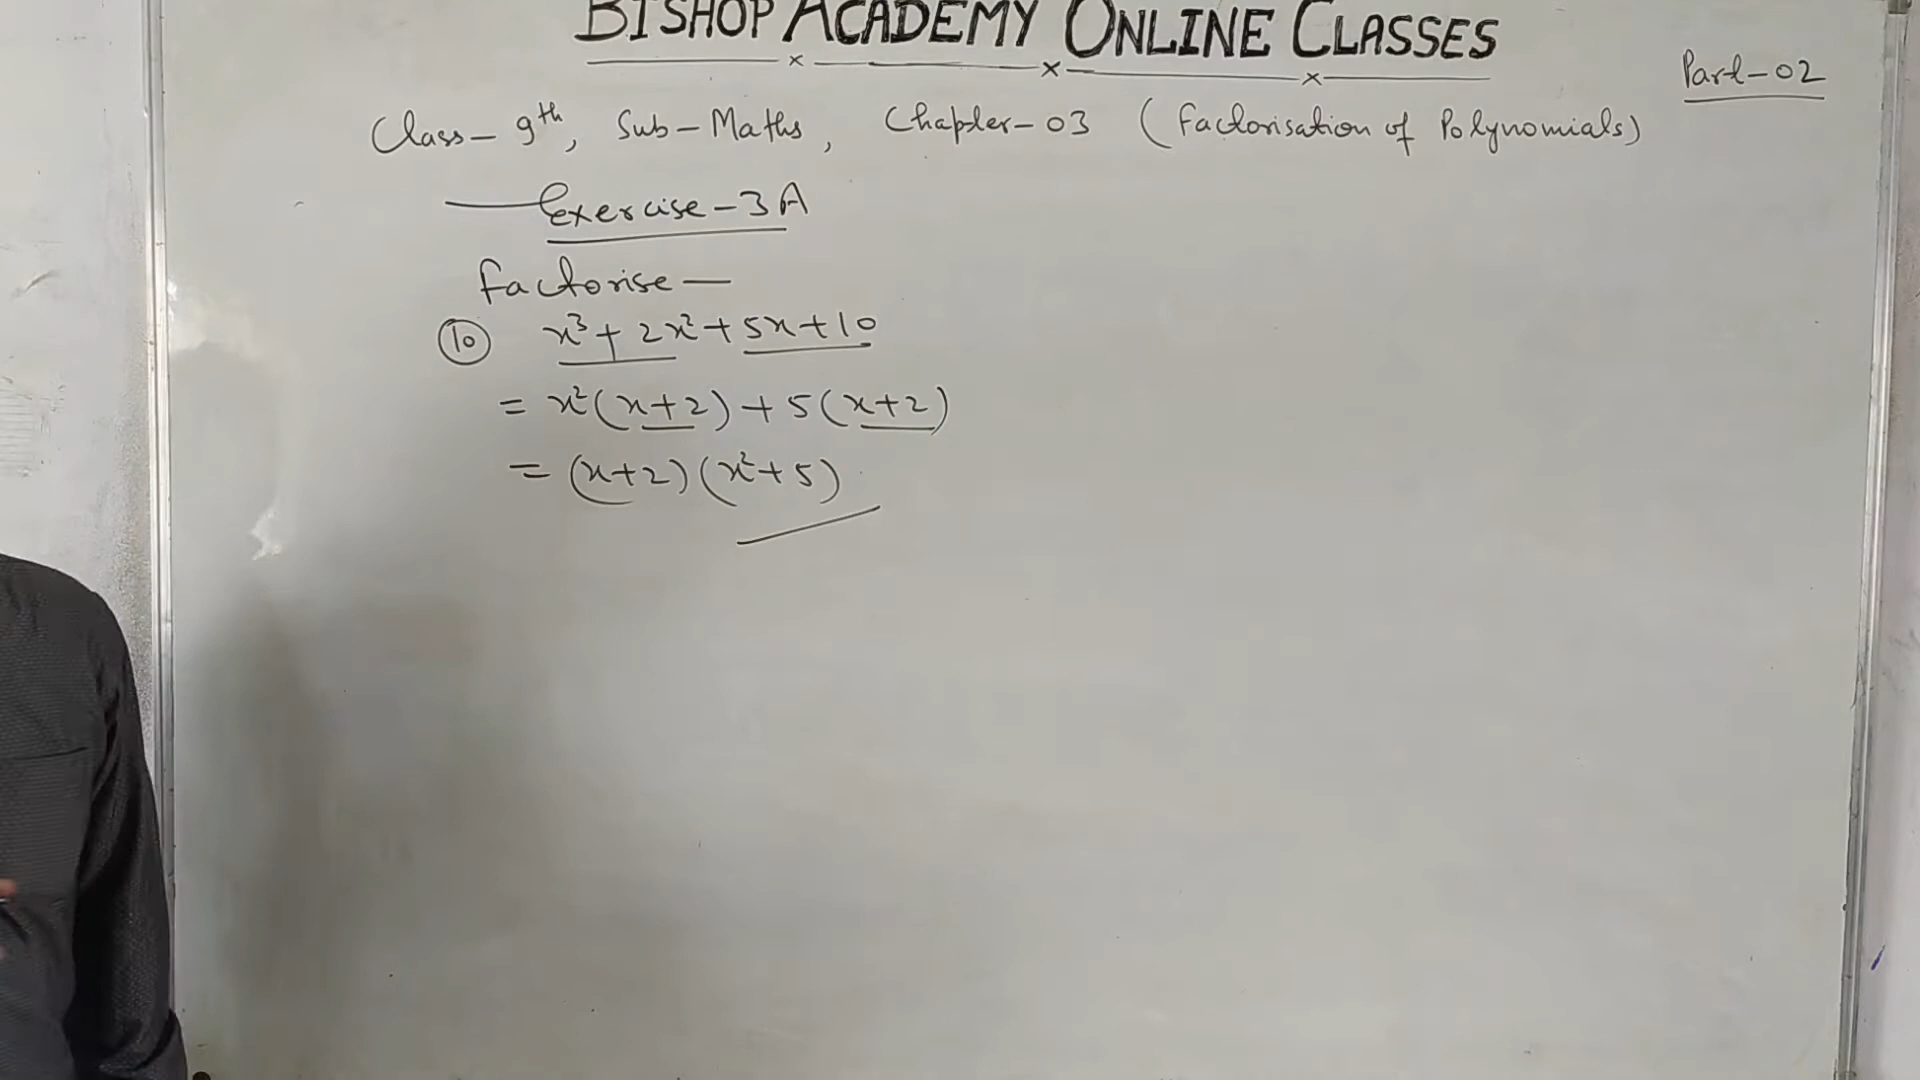 BISHOP ACADEMY ONLINE CLASSES
Part-02
Class-9th, Sub-Maths, Chapter-03 (Factorisation of Polynomials)
Exercise-3A
Factorise—
10 x³+2x²+5x+10
= x²(x+2)+5(x+2)
= (x+2)(x²+5)